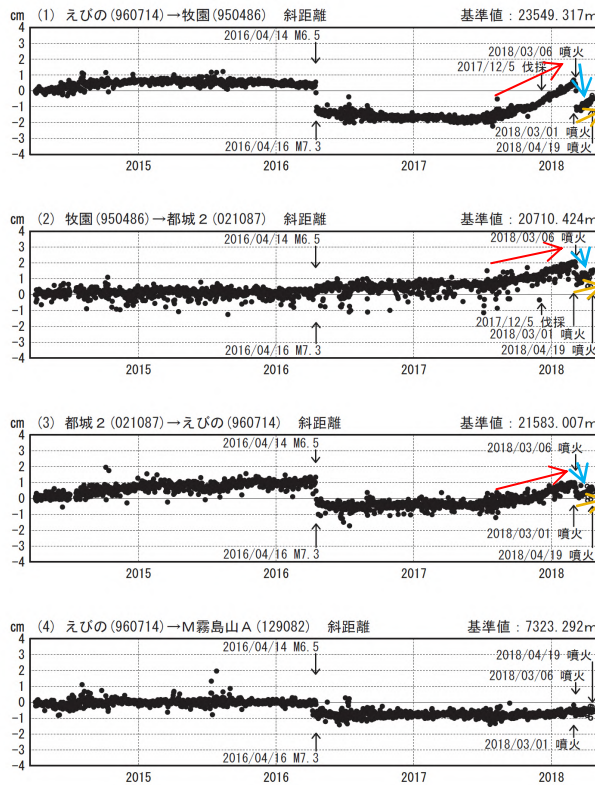 cm (1) えびの(960714)→牧園(950486) 斜距離 基準値：23549.317m
4
3
2
1
0
-1
-2
-3
-4
2016/04/14 M6.5
2018/03/06 噴火
2017/12/5 伐採
2016/04/16 M7.3
2018/03/01 噴火
2018/04/19 噴火
2015 2016 2017 2018
cm (2) 牧園(950486)→都城２(021087) 斜距離 基準値：20710.424m
4
3
2
1
0
-1
-2
-3
-4
2016/04/14 M6.5
2018/03/06 噴火
2017/12/5 伐採
2018/03/01 噴火
2016/04/16 M7.3
2018/04/19 噴火
2015 2016 2017 2018
cm (3) 都城２(021087)→えびの(960714) 斜距離 基準値：21583.007m
4
3
2
1
0
-1
-2
-3
-4
2016/04/14 M6.5
2018/03/06 噴火
2018/03/01 噴火
2016/04/16 M7.3
2018/04/19 噴火
2015 2016 2017 2018
cm (4) えびの(960714)→Ｍ霧島山Ａ(129082) 斜距離 基準値：7323.292m
4
3
2
1
0
-1
-2
-3
-4
2016/04/14 M6.5
2018/04/19 噴火
2018/03/06 噴火
2018/03/01 噴火
2016/04/16 M7.3
2015 2016 2017 2018